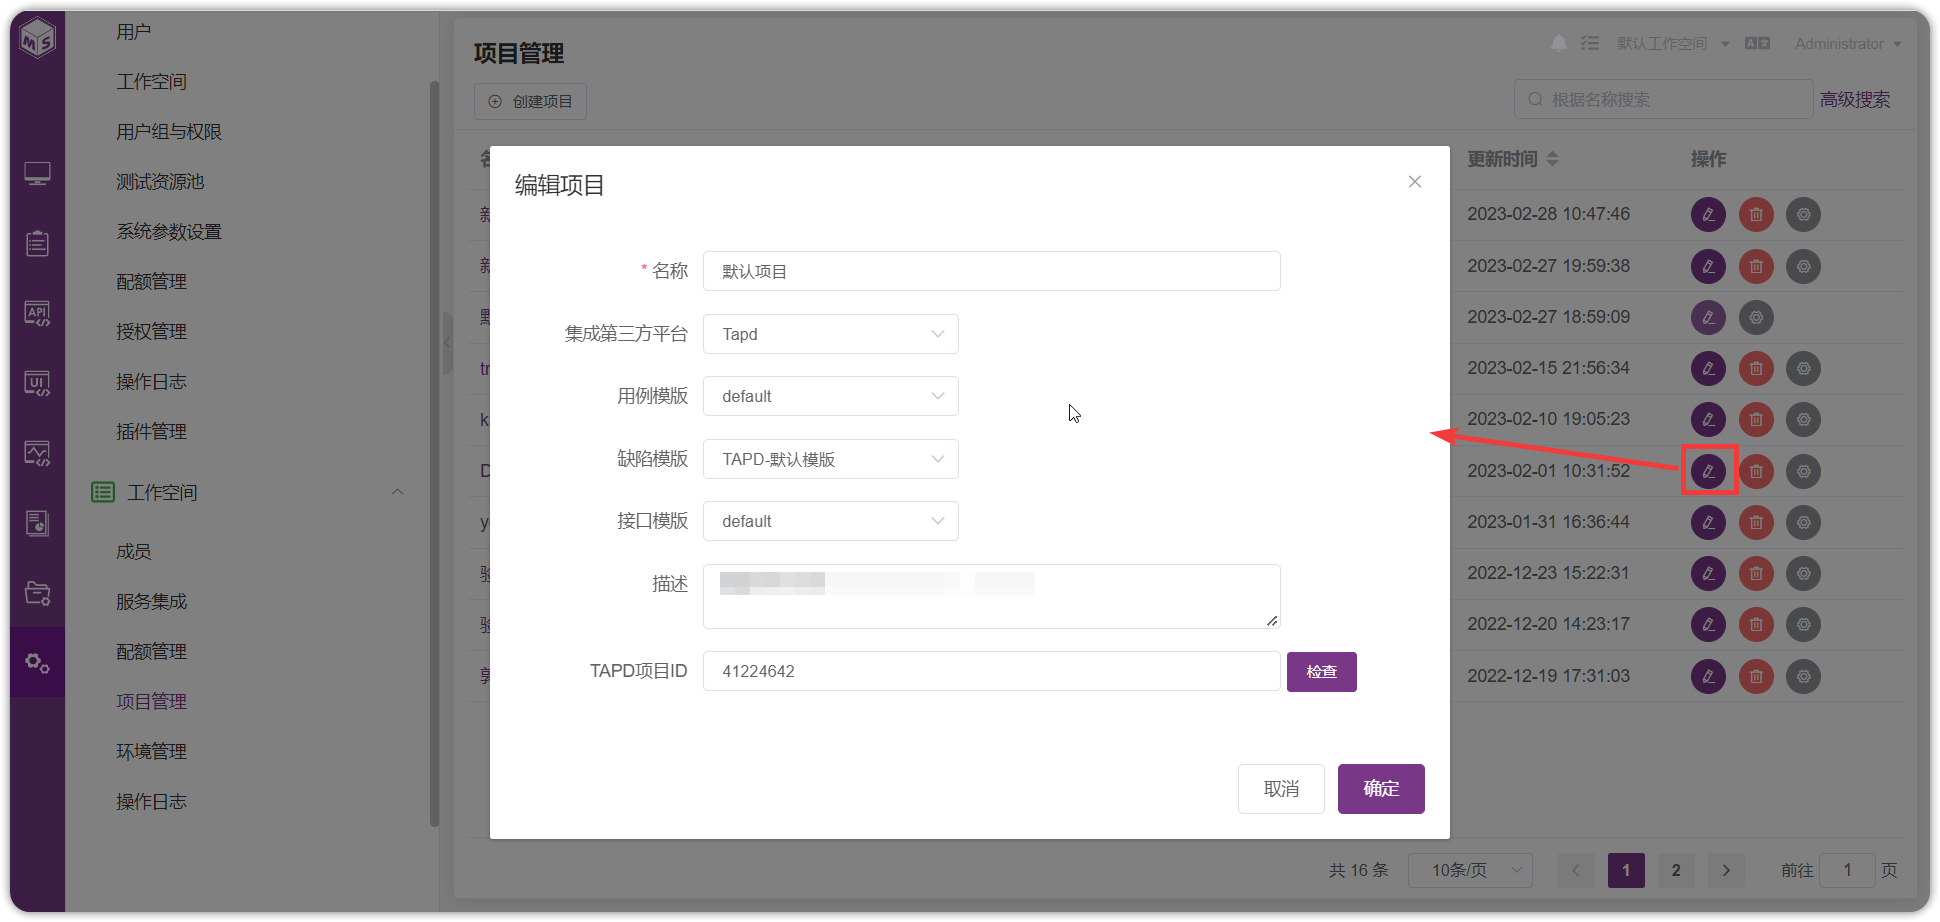 MS
API
UI
用户
工作空间
用户组与权限
测试资源池
系统参数设置
配额管理
授权管理
操作日志
插件管理
工作空间
成员
服务集成
配额管理
项目管理
环境管理
操作日志
项目管理
默认工作空间
Administrator
创建项目
根据名称搜索
高级搜索
更新时间
操作
2023-02-28 10:47:46
2023-02-27 19:59:38
2023-02-27 18:59:09
2023-02-15 21:56:34
2023-02-10 19:05:23
2023-02-01 10:31:52
2023-01-31 16:36:44
2022-12-23 15:22:31
2022-12-20 14:23:17
2022-12-19 17:31:03
编辑项目
* 名称 默认项目
集成第三方平台 Tapd
用例模版 default
缺陷模版 TAPD-默认模版
接口模版 default
描述
TAPD项目ID 41224642 检查
取消 确定
共 16 条 10条/页 1 2 前往 1 页